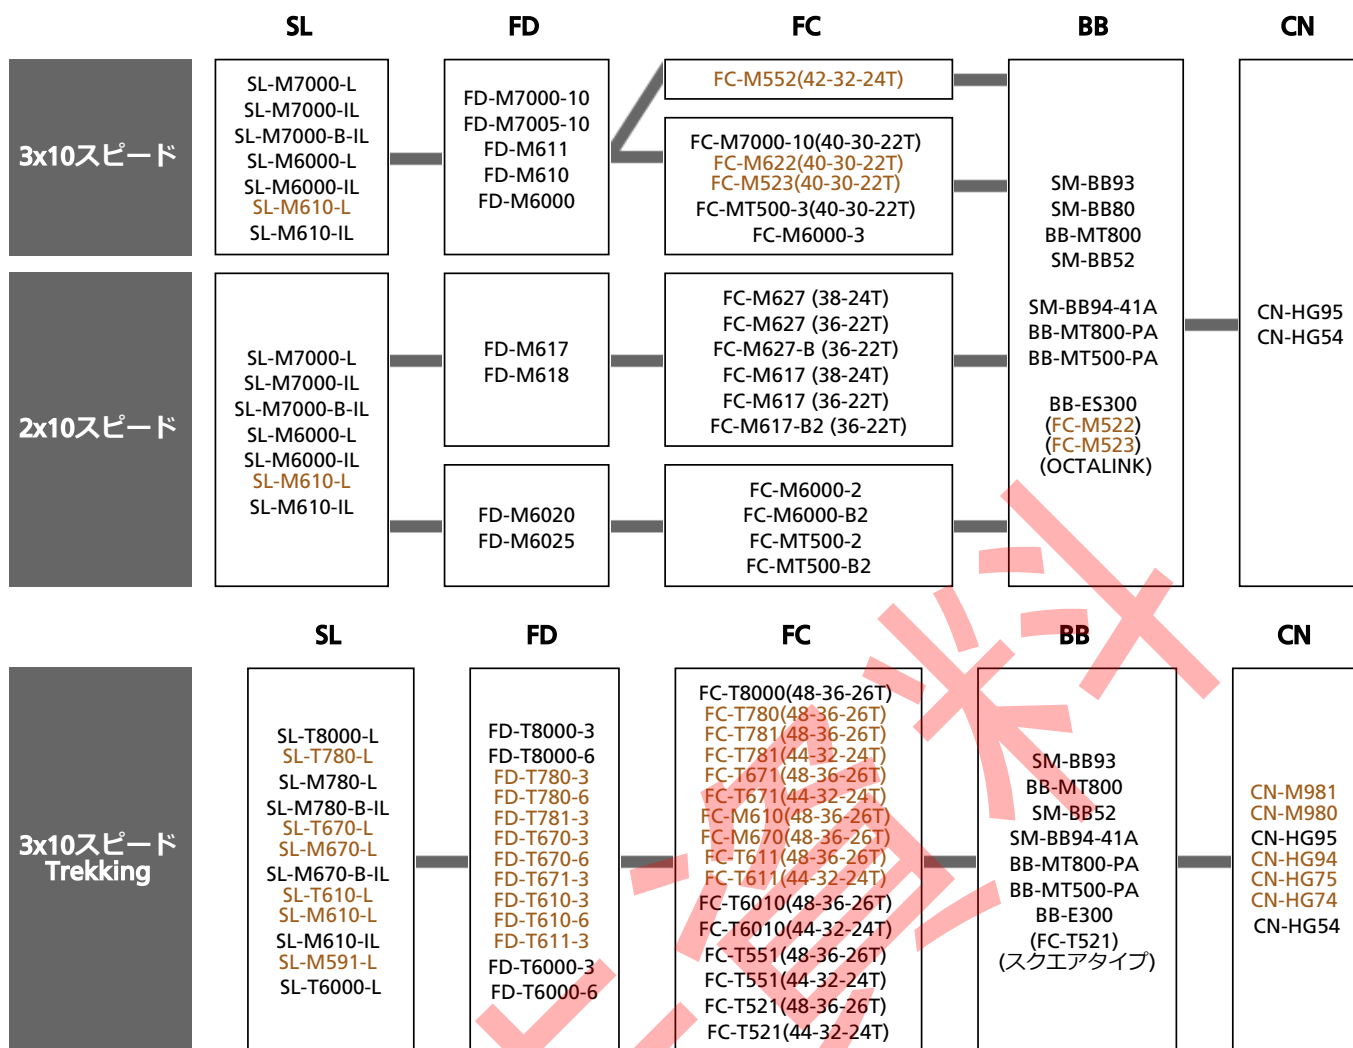 SL FD FC BB CN
3x10スピード
SL-M7000-L
SL-M7000-IL
SL-M7000-B-IL
SL-M6000-L
SL-M6000-IL
SL-M610-L
SL-M610-IL
FD-M7000-10
FD-M7005-10
FD-M611
FD-M610
FD-M6000
FC-M552(42-32-24T)
FC-M7000-10(40-30-22T)
FC-M622(40-30-22T)
FC-M523(40-30-22T)
FC-MT500-3(40-30-22T)
FC-M6000-3
2x10スピード
SL-M7000-L
SL-M7000-IL
SL-M7000-B-IL
SL-M6000-L
SL-M6000-IL
SL-M610-L
SL-M610-IL
FD-M617
FD-M618
FC-M627 (38-24T)
FC-M627 (36-22T)
FC-M627-B (36-22T)
FC-M617 (38-24T)
FC-M617 (36-22T)
FC-M617-B2 (36-22T)
FD-M6020
FD-M6025
FC-M6000-2
FC-M6000-B2
FC-MT500-2
FC-MT500-B2
SM-BB93
SM-BB80
BB-MT800
SM-BB52
SM-BB94-41A
BB-MT800-PA
BB-MT500-PA
BB-ES300
(FC-M522)
(FC-M523)
(OCTALINK)
CN-HG95
CN-HG54
SL FD FC BB CN
3x10スピード
Trekking
SL-T8000-L
SL-T780-L
SL-M780-L
SL-M780-B-IL
SL-T670-L
SL-M670-L
SL-M670-B-IL
SL-T610-L
SL-M610-L
SL-M610-IL
SL-M591-L
SL-T6000-L
FD-T8000-3
FD-T8000-6
FD-T780-3
FD-T780-6
FD-T781-3
FD-T670-3
FD-T670-6
FD-T671-3
FD-T610-3
FD-T610-6
FD-T611-3
FD-T6000-3
FD-T6000-6
FC-T8000(48-36-26T)
FC-T780(48-36-26T)
FC-T781(48-36-26T)
FC-T781(44-32-24T)
FC-T671(48-36-26T)
FC-T671(44-32-24T)
FC-M610(48-36-26T)
FC-M670(48-36-26T)
FC-T611(48-36-26T)
FC-T611(44-32-24T)
FC-T6010(48-36-26T)
FC-T6010(44-32-24T)
FC-T551(48-36-26T)
FC-T551(44-32-24T)
FC-T521(48-36-26T)
FC-T521(44-32-24T)
SM-BB93
BB-MT800
SM-BB52
SM-BB94-41A
BB-MT800-PA
BB-MT500-PA
BB-E300
(FC-T521)
(スクエアタイプ)
CN-M981
CN-M980
CN-HG95
CN-HG94
CN-HG75
CN-HG74
CN-HG54
資料